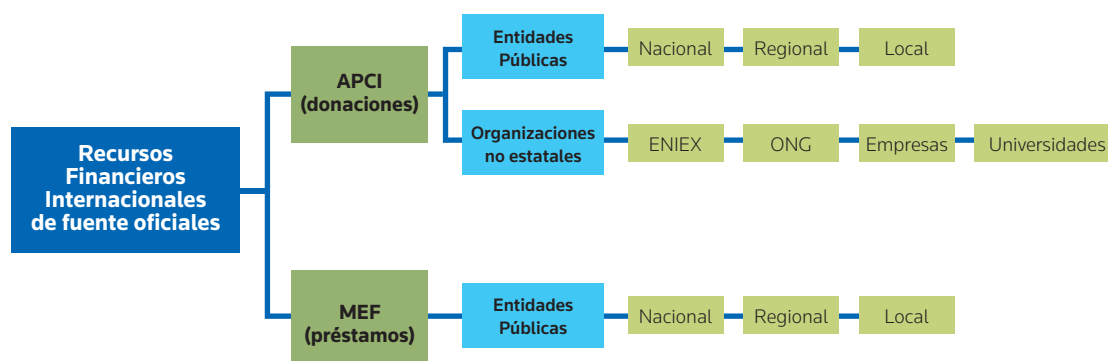 Recursos
Financieros
Internacionales
de fuente oficiales
APCI
(donaciones)
Entidades
Públicas
Nacional
Regional
Local
Organizaciones
no estatales
ENIEX
ONG
Empresas
Universidades
MEF
(préstamos)
Entidades
Públicas
Nacional
Regional
Local